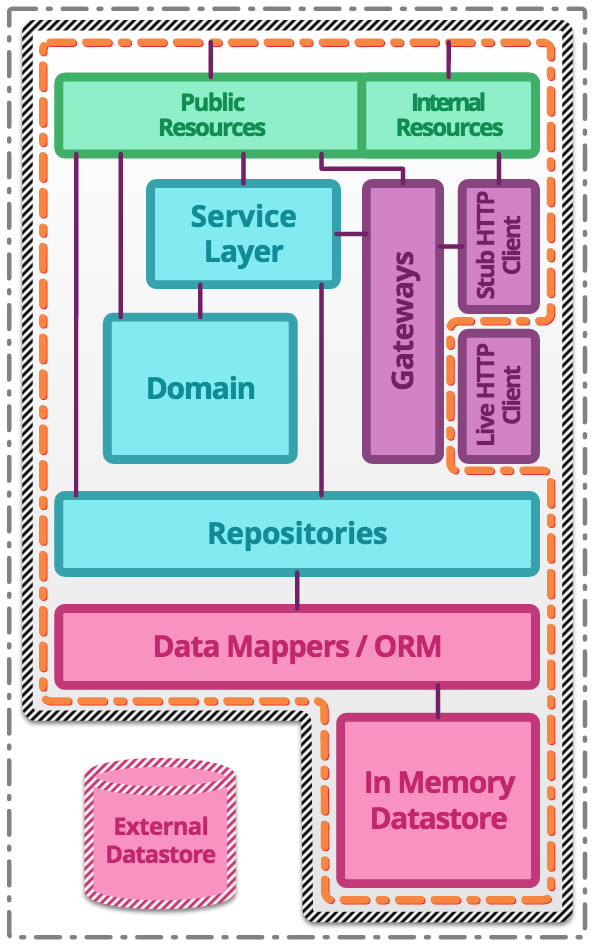 Public
Resources
Internal
Resources
Service
Layer
Gateways
Stub HTTP
Client
Live HTTP
Client
Domain
Repositories
Data Mappers / ORM
In Memory
Datastore
External
Datastore